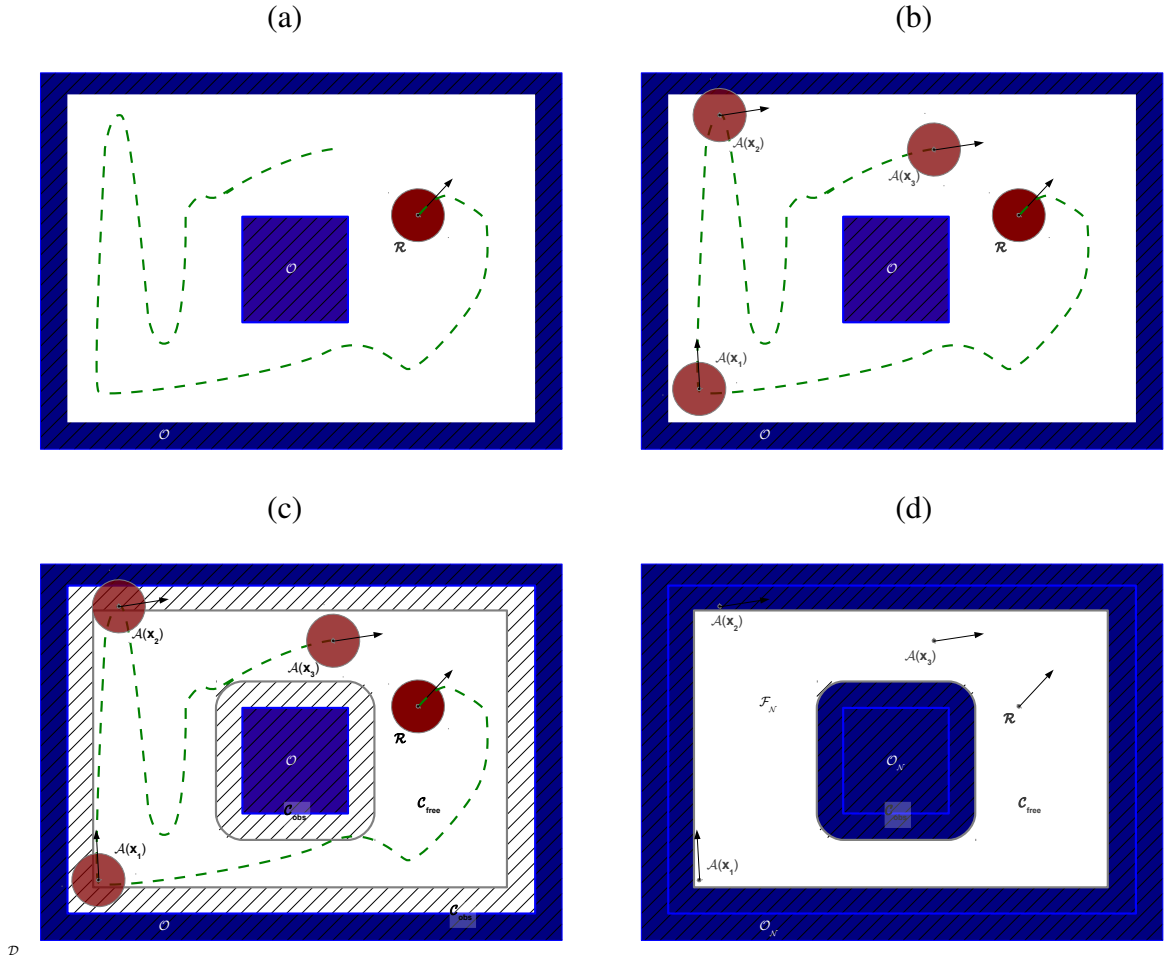 (a)
(b)
𝒪
ℛ
𝒪
𝒜(x₂)
𝒜(x₃)
ℛ
𝒪
𝒜(x₁)
𝒪
(c)
(d)
𝒜(x₂)
𝒜(x₃)
ℛ
𝒪
𝒞obs
𝒞free
𝒜(x₁)
𝒞obs
𝒪
𝒟
𝒜(x₂)
𝒜(x₃)
ℱ𝒩
ℛ
𝒪𝒩
𝒞free
𝒜(x₁)
𝒪𝒩